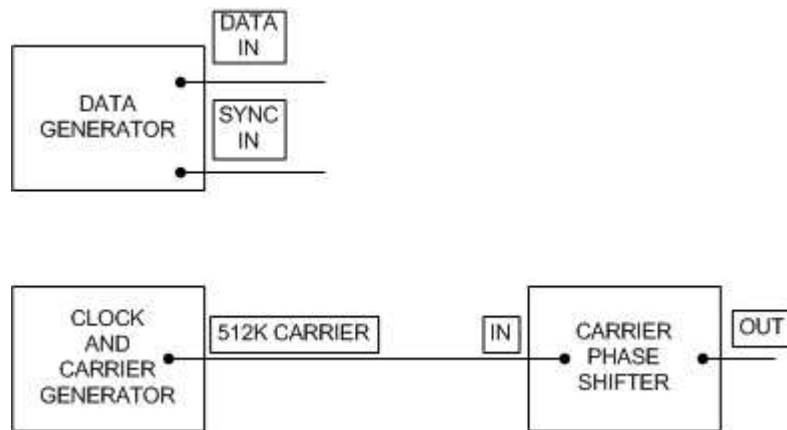 DATA
IN
DATA
GENERATOR
SYNC
IN
CLOCK
AND
CARRIER
GENERATOR
512K CARRIER
IN
CARRIER
PHASE
SHIFTER
OUT